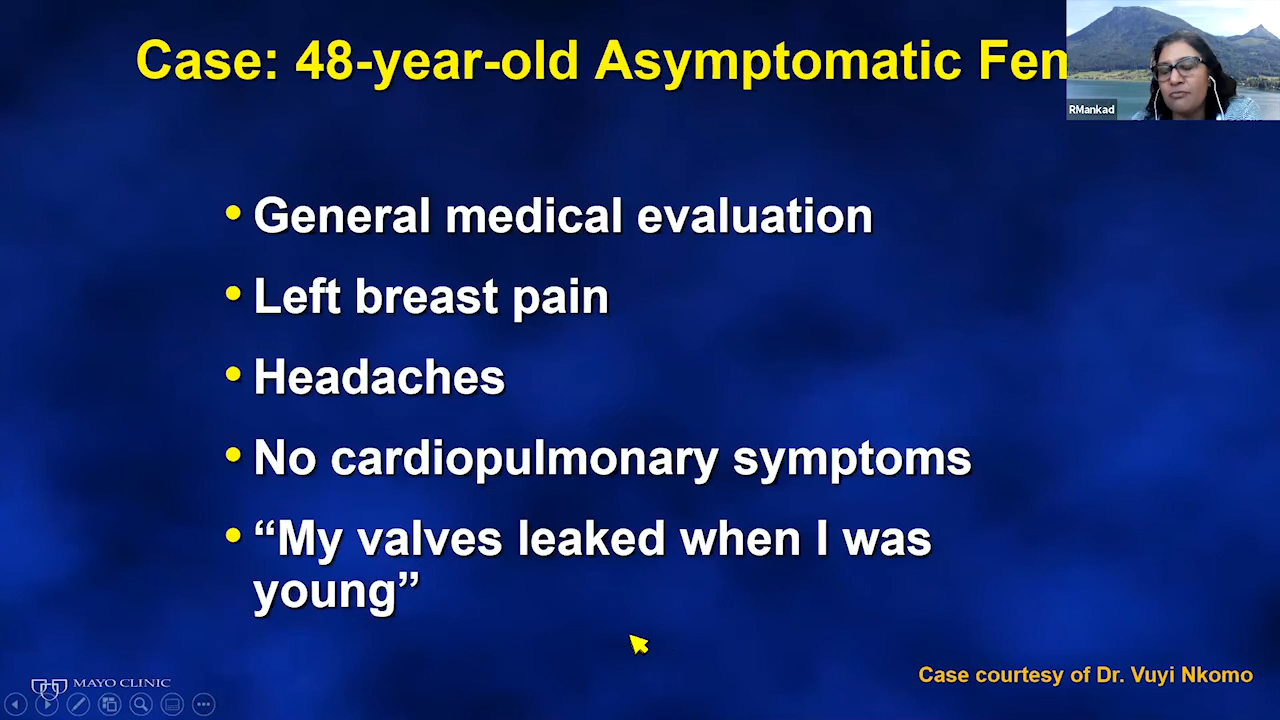 Case: 48-year-old Asymptomatic Fem
RMankad
• General medical evaluation
• Left breast pain
• Headaches
• No cardiopulmonary symptoms
• “My valves leaked when I was
young”
MAYO CLINIC
Case courtesy of Dr. Vuyi Nkomo